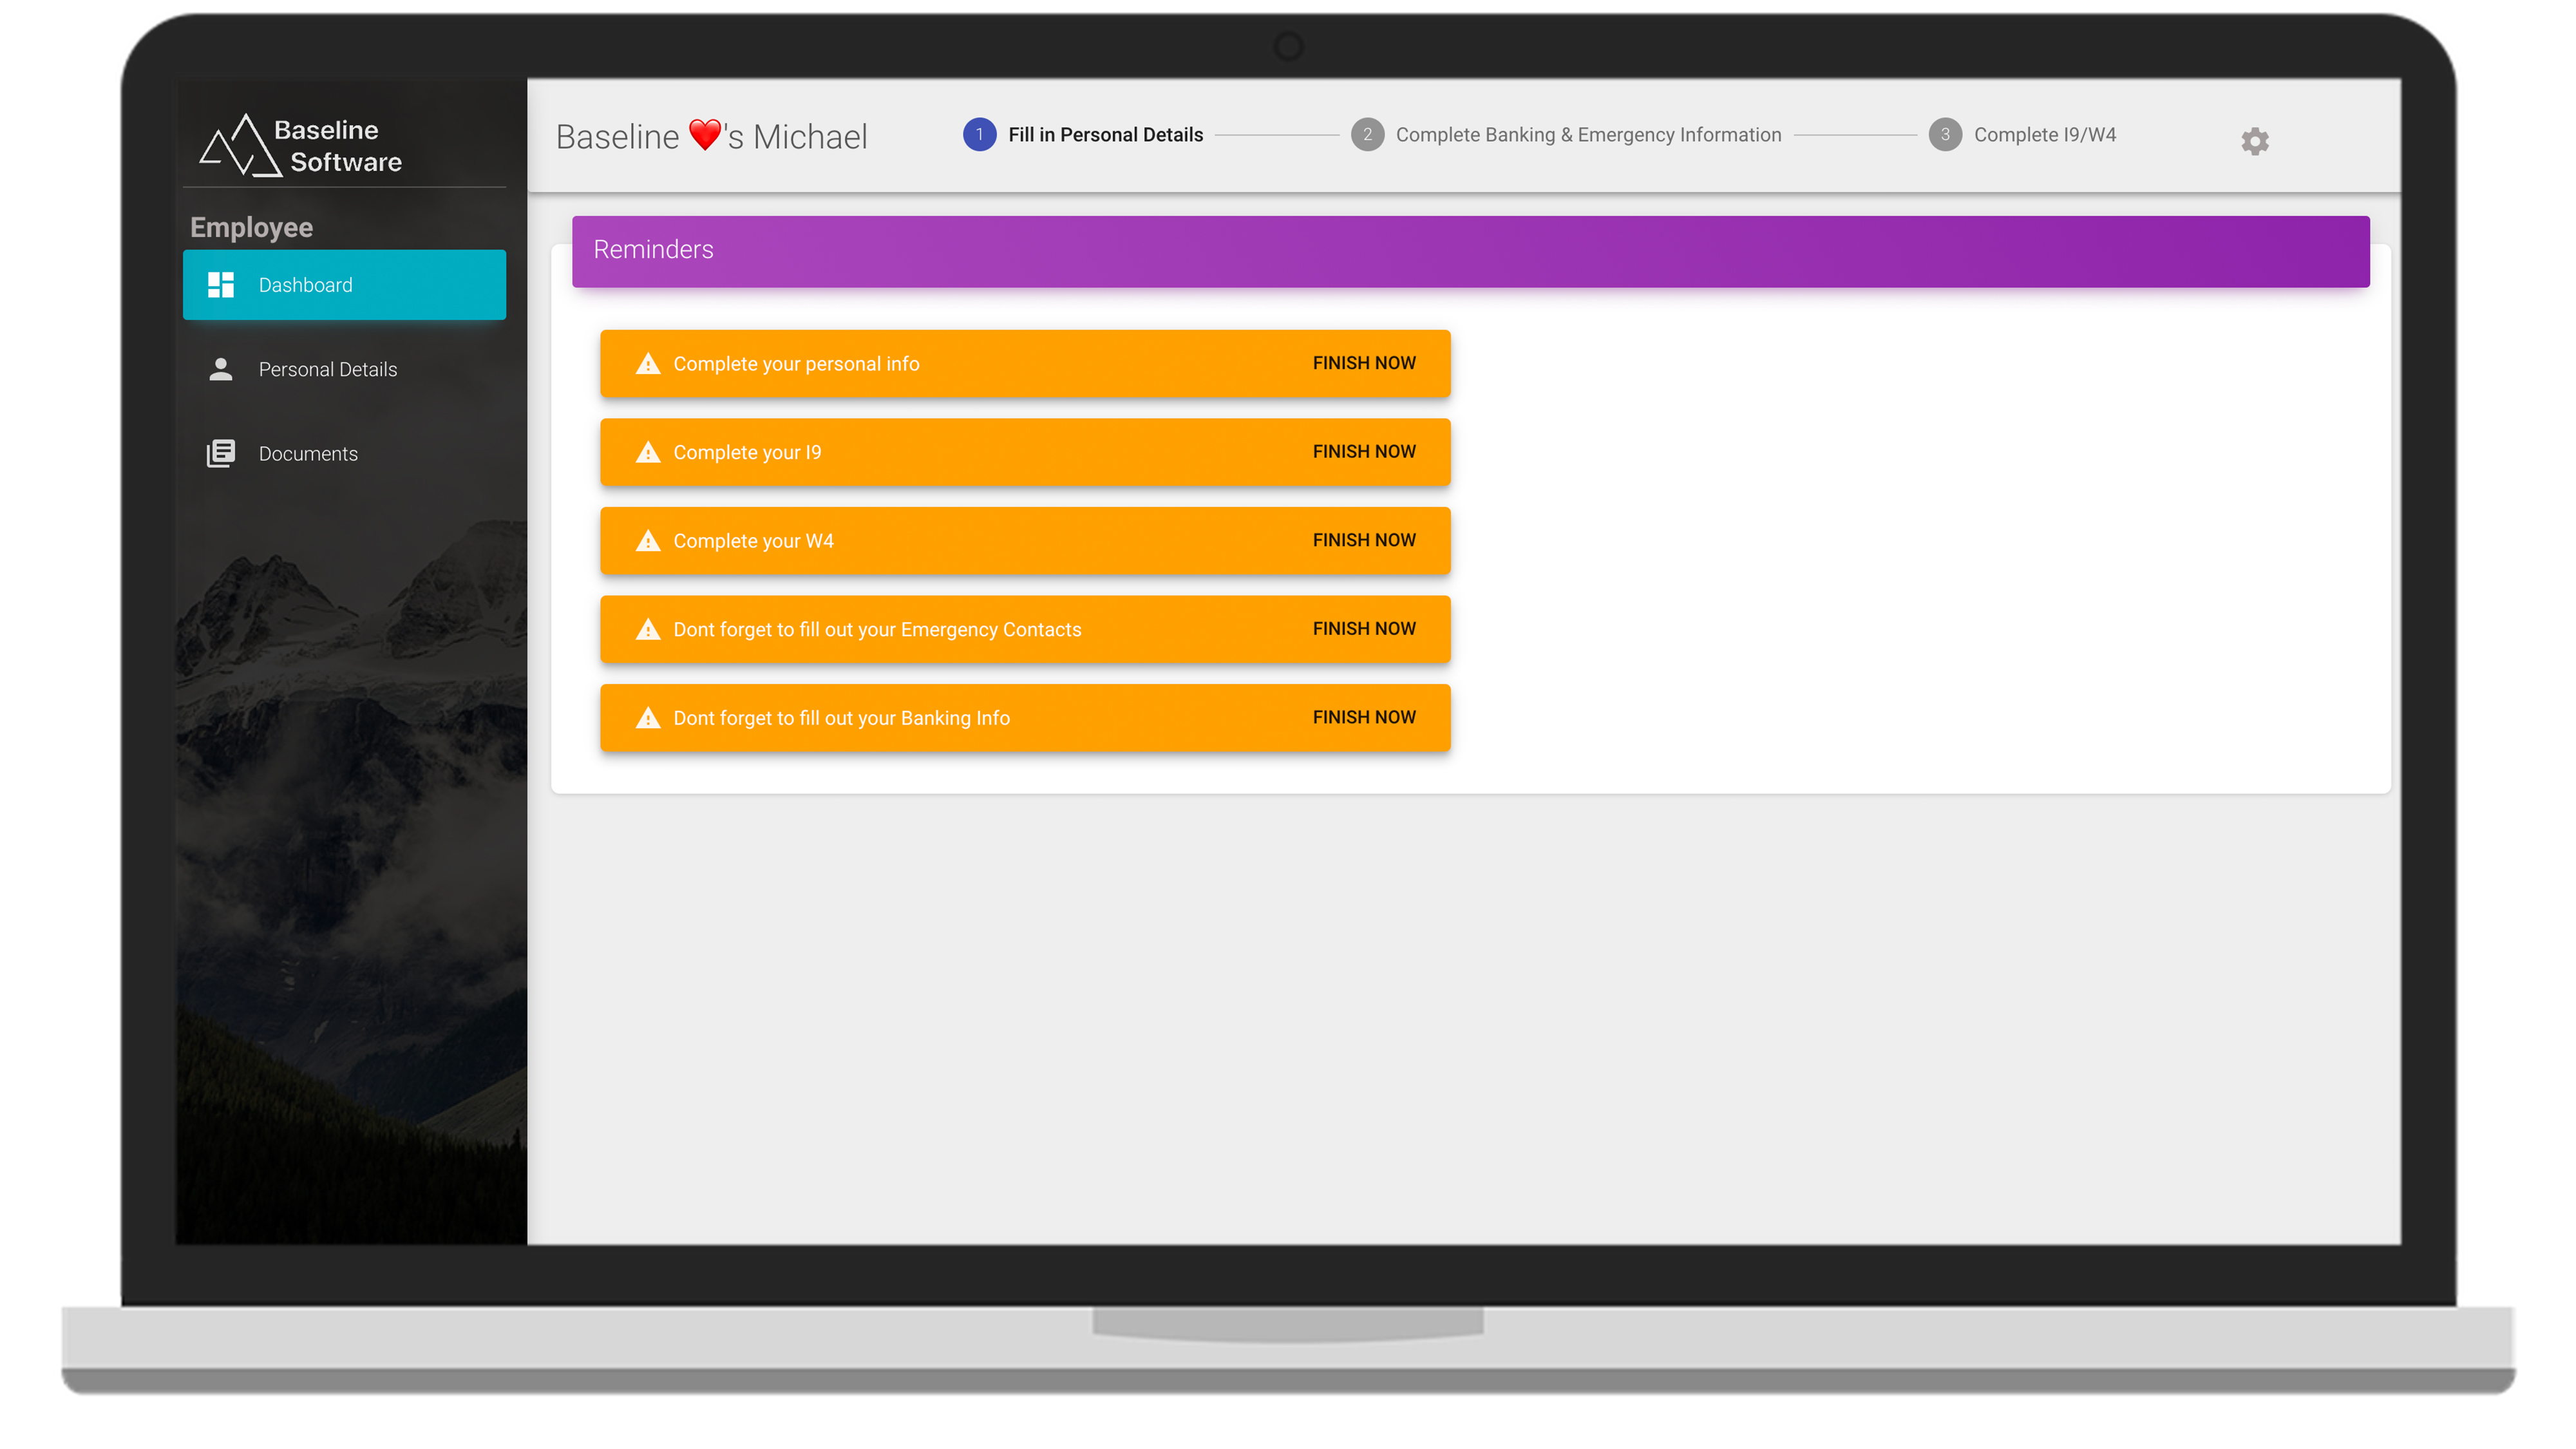 Baseline
Software
Employee
Dashboard
Personal Details
Documents
Baseline ❤️'s Michael
1 Fill in Personal Details
2 Complete Banking & Emergency Information
3 Complete I9/W4
Reminders
Complete your personal info FINISH NOW
Complete your I9 FINISH NOW
Complete your W4 FINISH NOW
Dont forget to fill out your Emergency Contacts FINISH NOW
Dont forget to fill out your Banking Info FINISH NOW